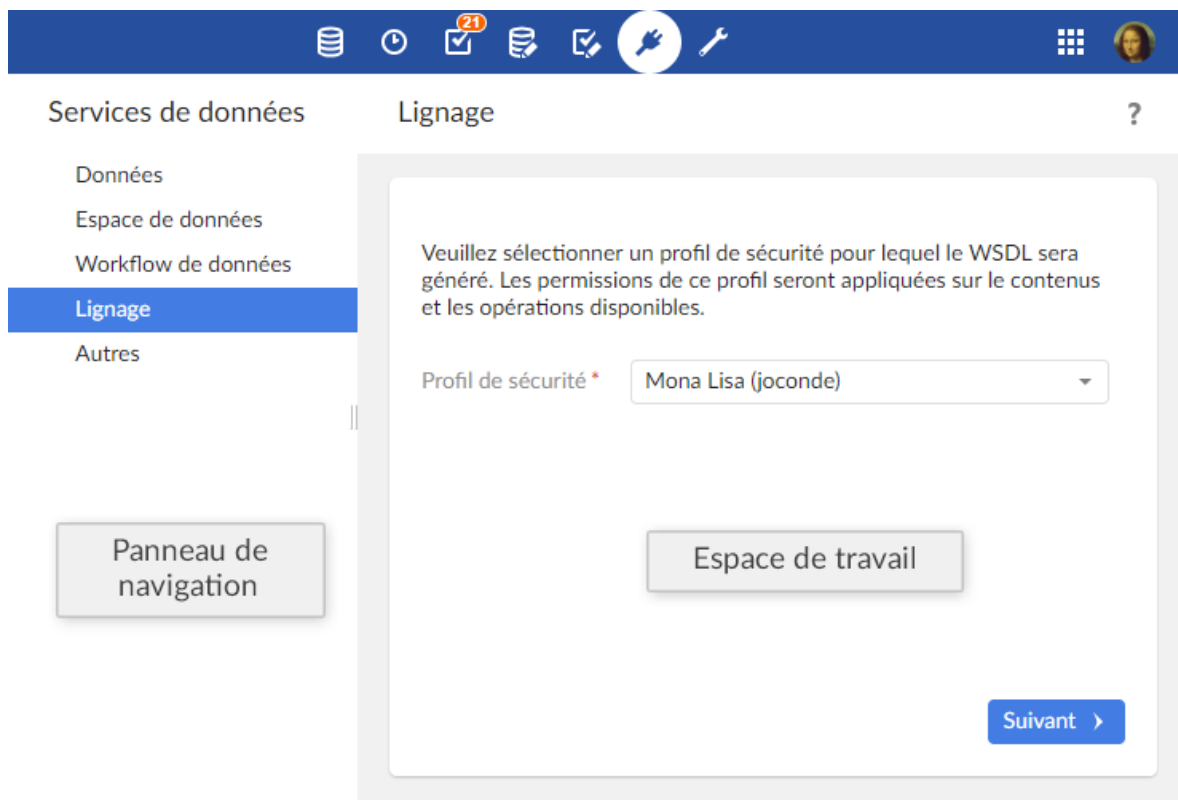 21
Services de données
Lignage
?
Données
Espace de données
Workflow de données
Lignage
Autres
Veuillez sélectionner un profil de sécurité pour lequel le WSDL sera
généré. Les permissions de ce profil seront appliquées sur le contenus
et les opérations disponibles.
Profil de sécurité *
Mona Lisa (joconde)
Panneau de
navigation
Espace de travail
Suivant